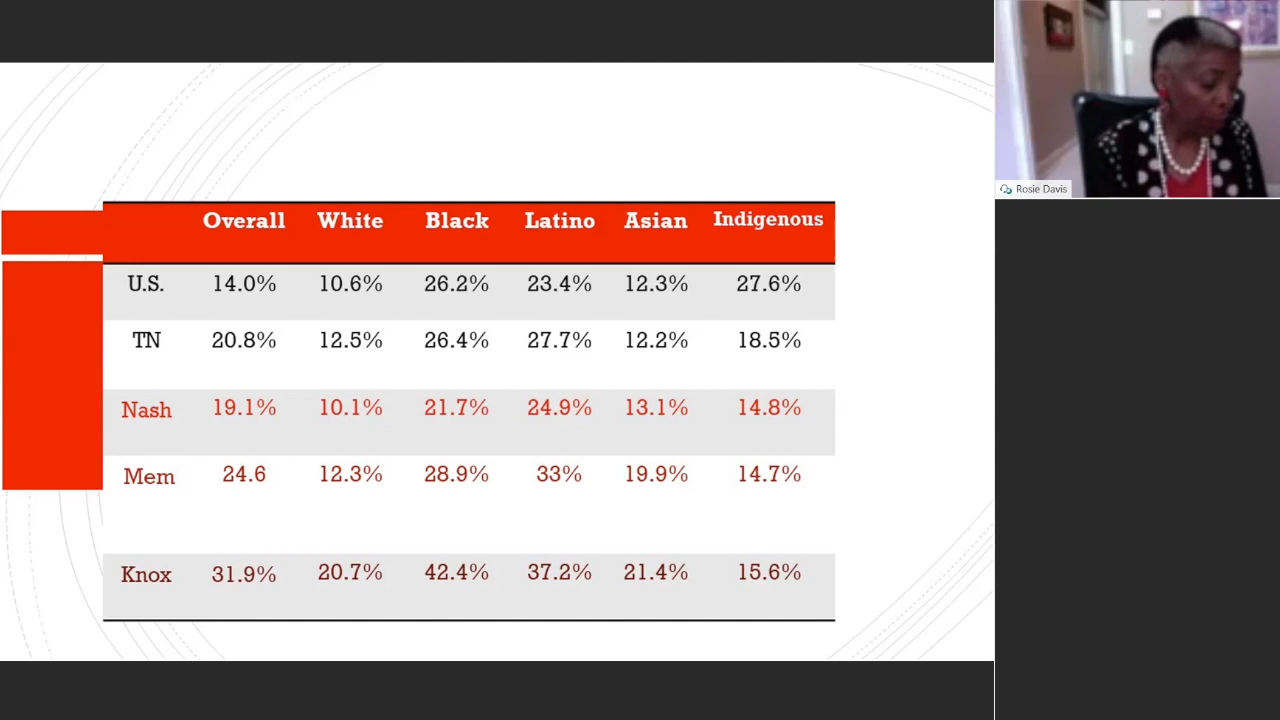 Overall White Black Latino Asian Indigenous
U.S. 14.0% 10.6% 26.2% 23.4% 12.3% 27.6%
TN 20.8% 12.5% 26.4% 27.7% 12.2% 18.5%
Nash 19.1% 10.1% 21.7% 24.9% 13.1% 14.8%
Mem 24.6 12.3% 28.9% 33% 19.9% 14.7%
Knox 31.9% 20.7% 42.4% 37.2% 21.4% 15.6%
Rosie Davis